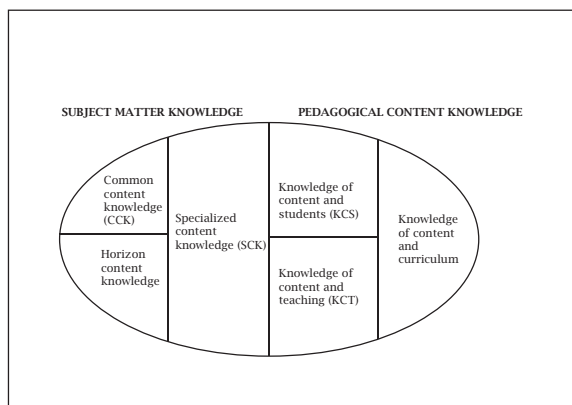 SUBJECT MATTER KNOWLEDGE
PEDAGOGICAL CONTENT KNOWLEDGE
Common
content
knowledge
(CCK)
Horizon
content
knowledge
Specialized
content
knowledge (SCK)
Knowledge of
content and
students (KCS)
Knowledge of
content and
teaching (KCT)
Knowledge
of content
and
curriculum